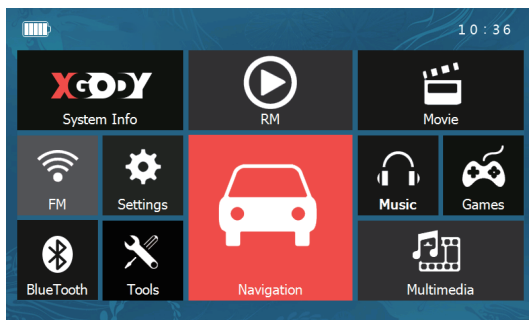 10:36
XGODY
System Info
RM
Movie
FM
Settings
Navigation
Music
Games
BlueTooth
Tools
Multimedia